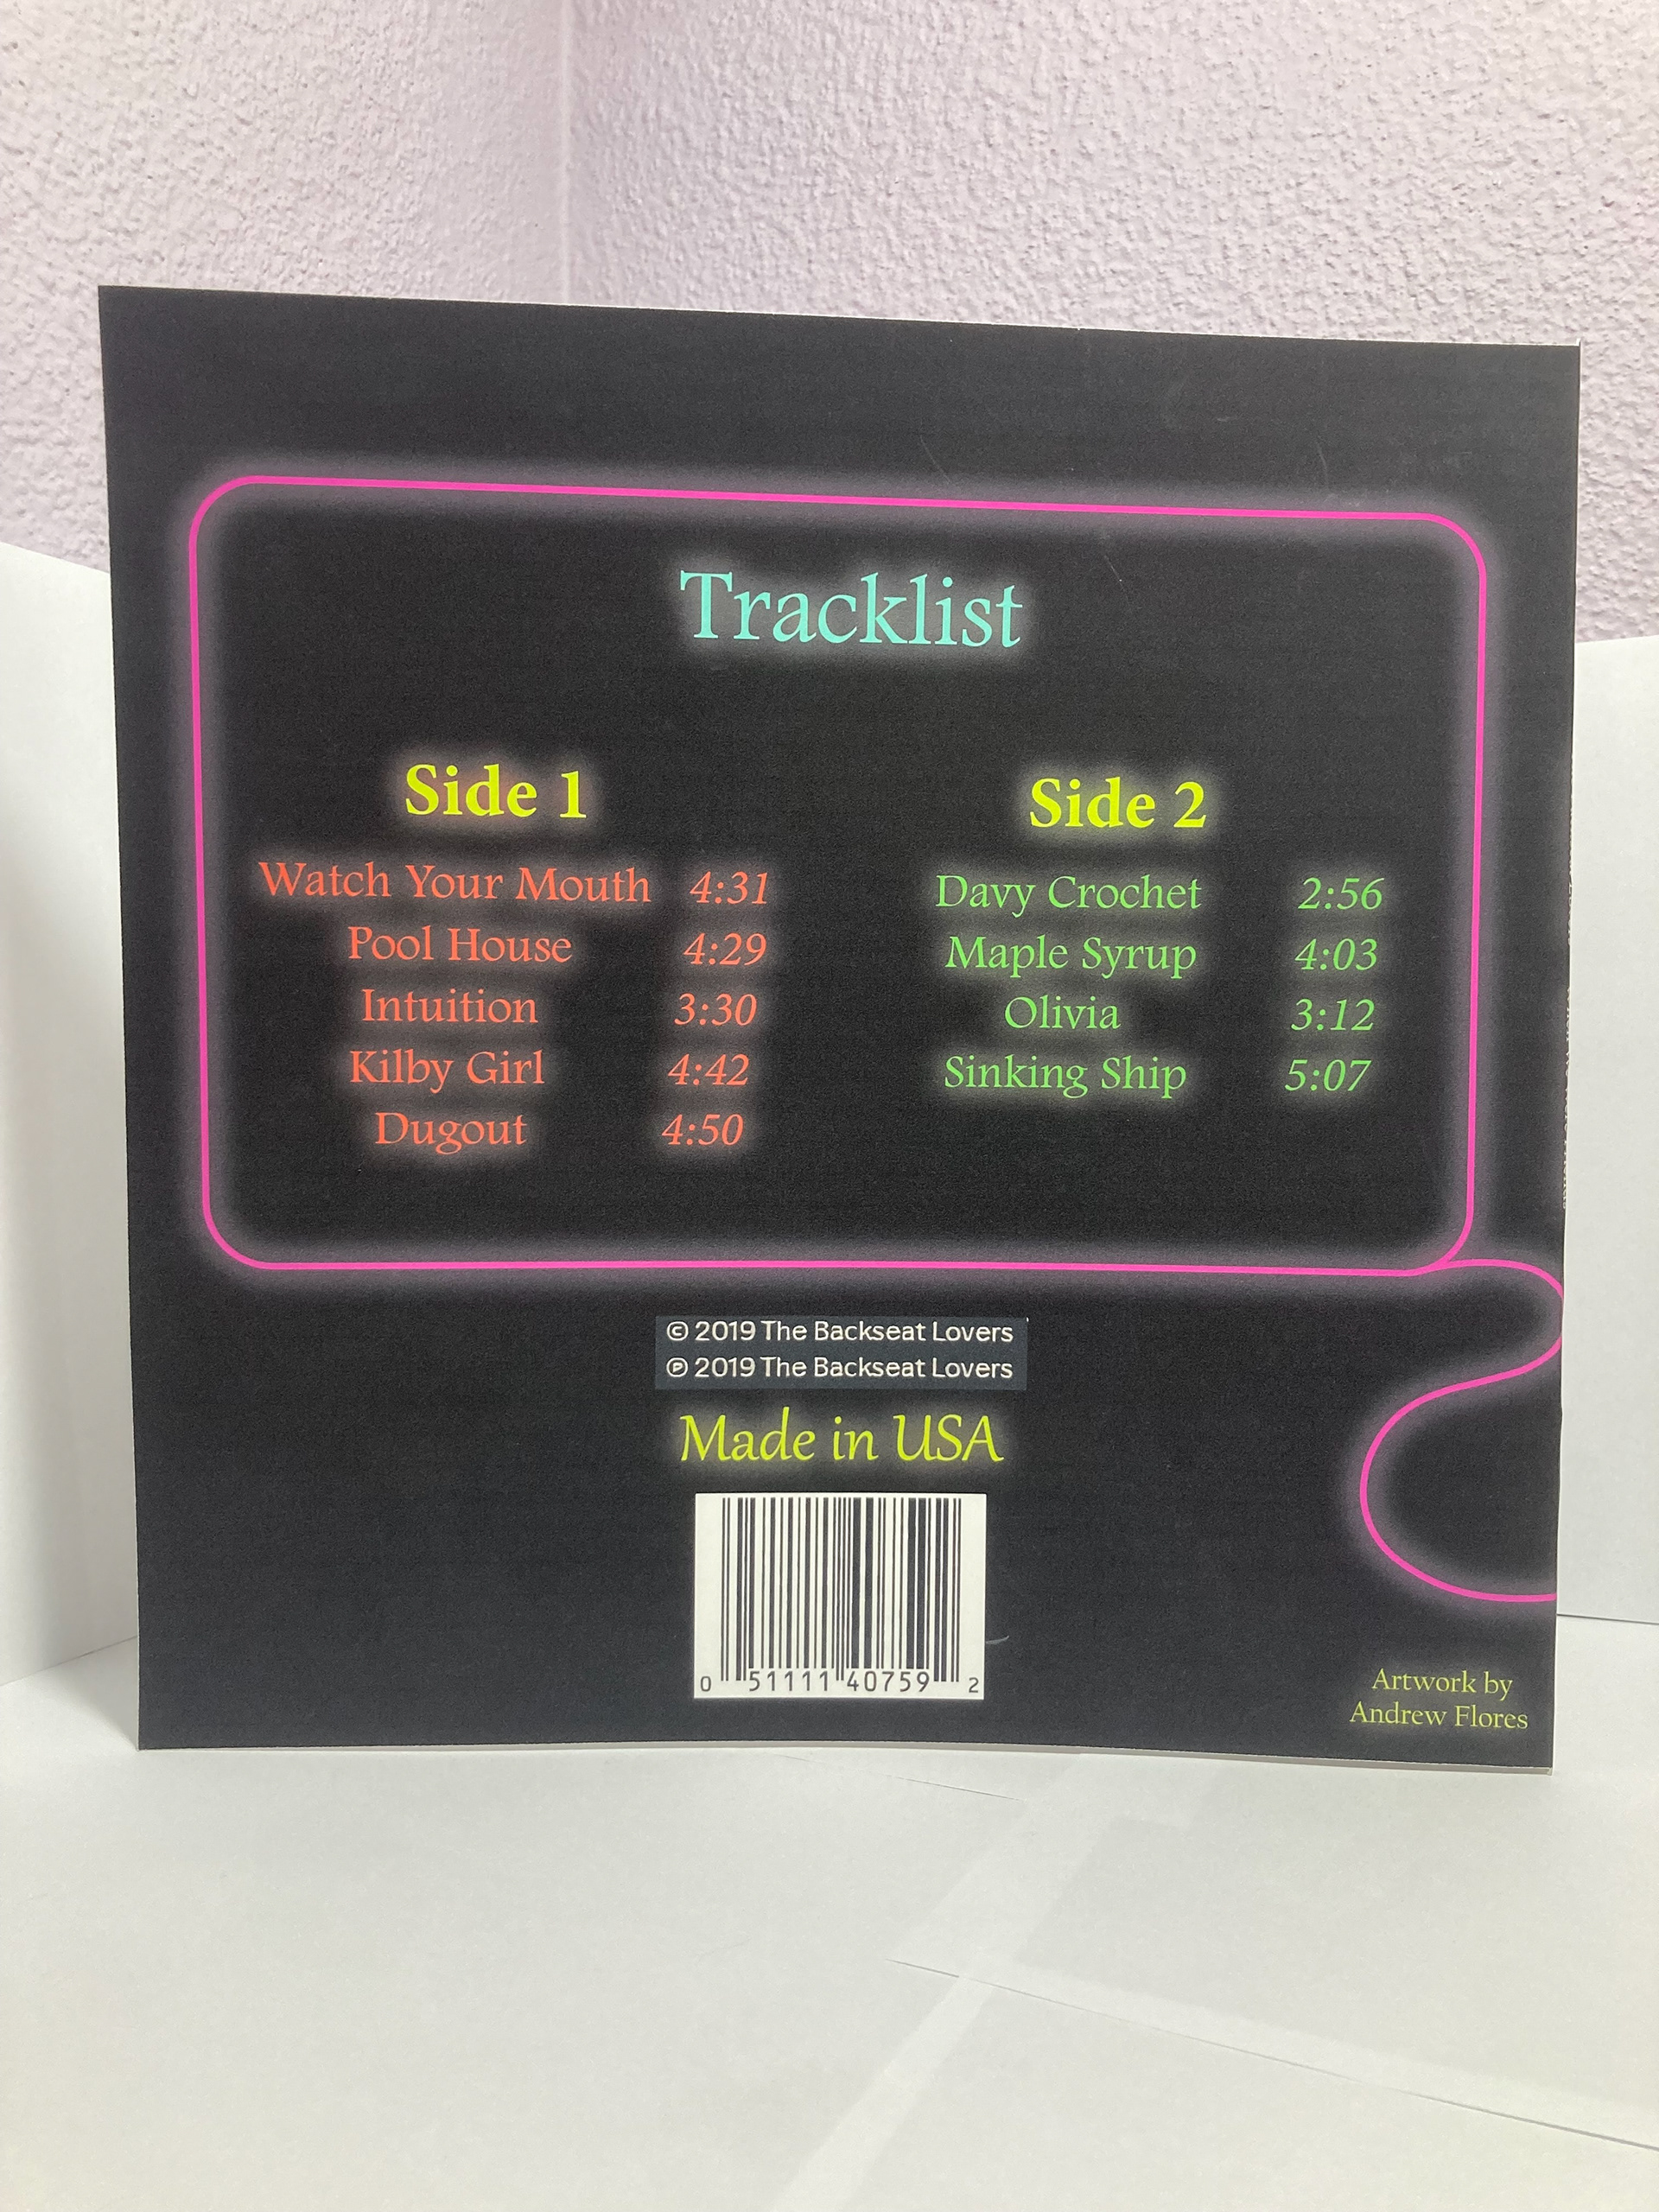 Tracklist
Side 1
Watch Your Mouth 4:31
Pool House 4:29
Intuition 3:30
Kilby Girl 4:42
Dugout 4:50
Side 2
Davy Crochet 2:56
Maple Syrup 4:03
Olivia 3:12
Sinking Ship 5:07
© 2019 The Backseat Lovers
℗ 2019 The Backseat Lovers
Made in USA
0 51111 40759 2
Artwork by
Andrew Flores